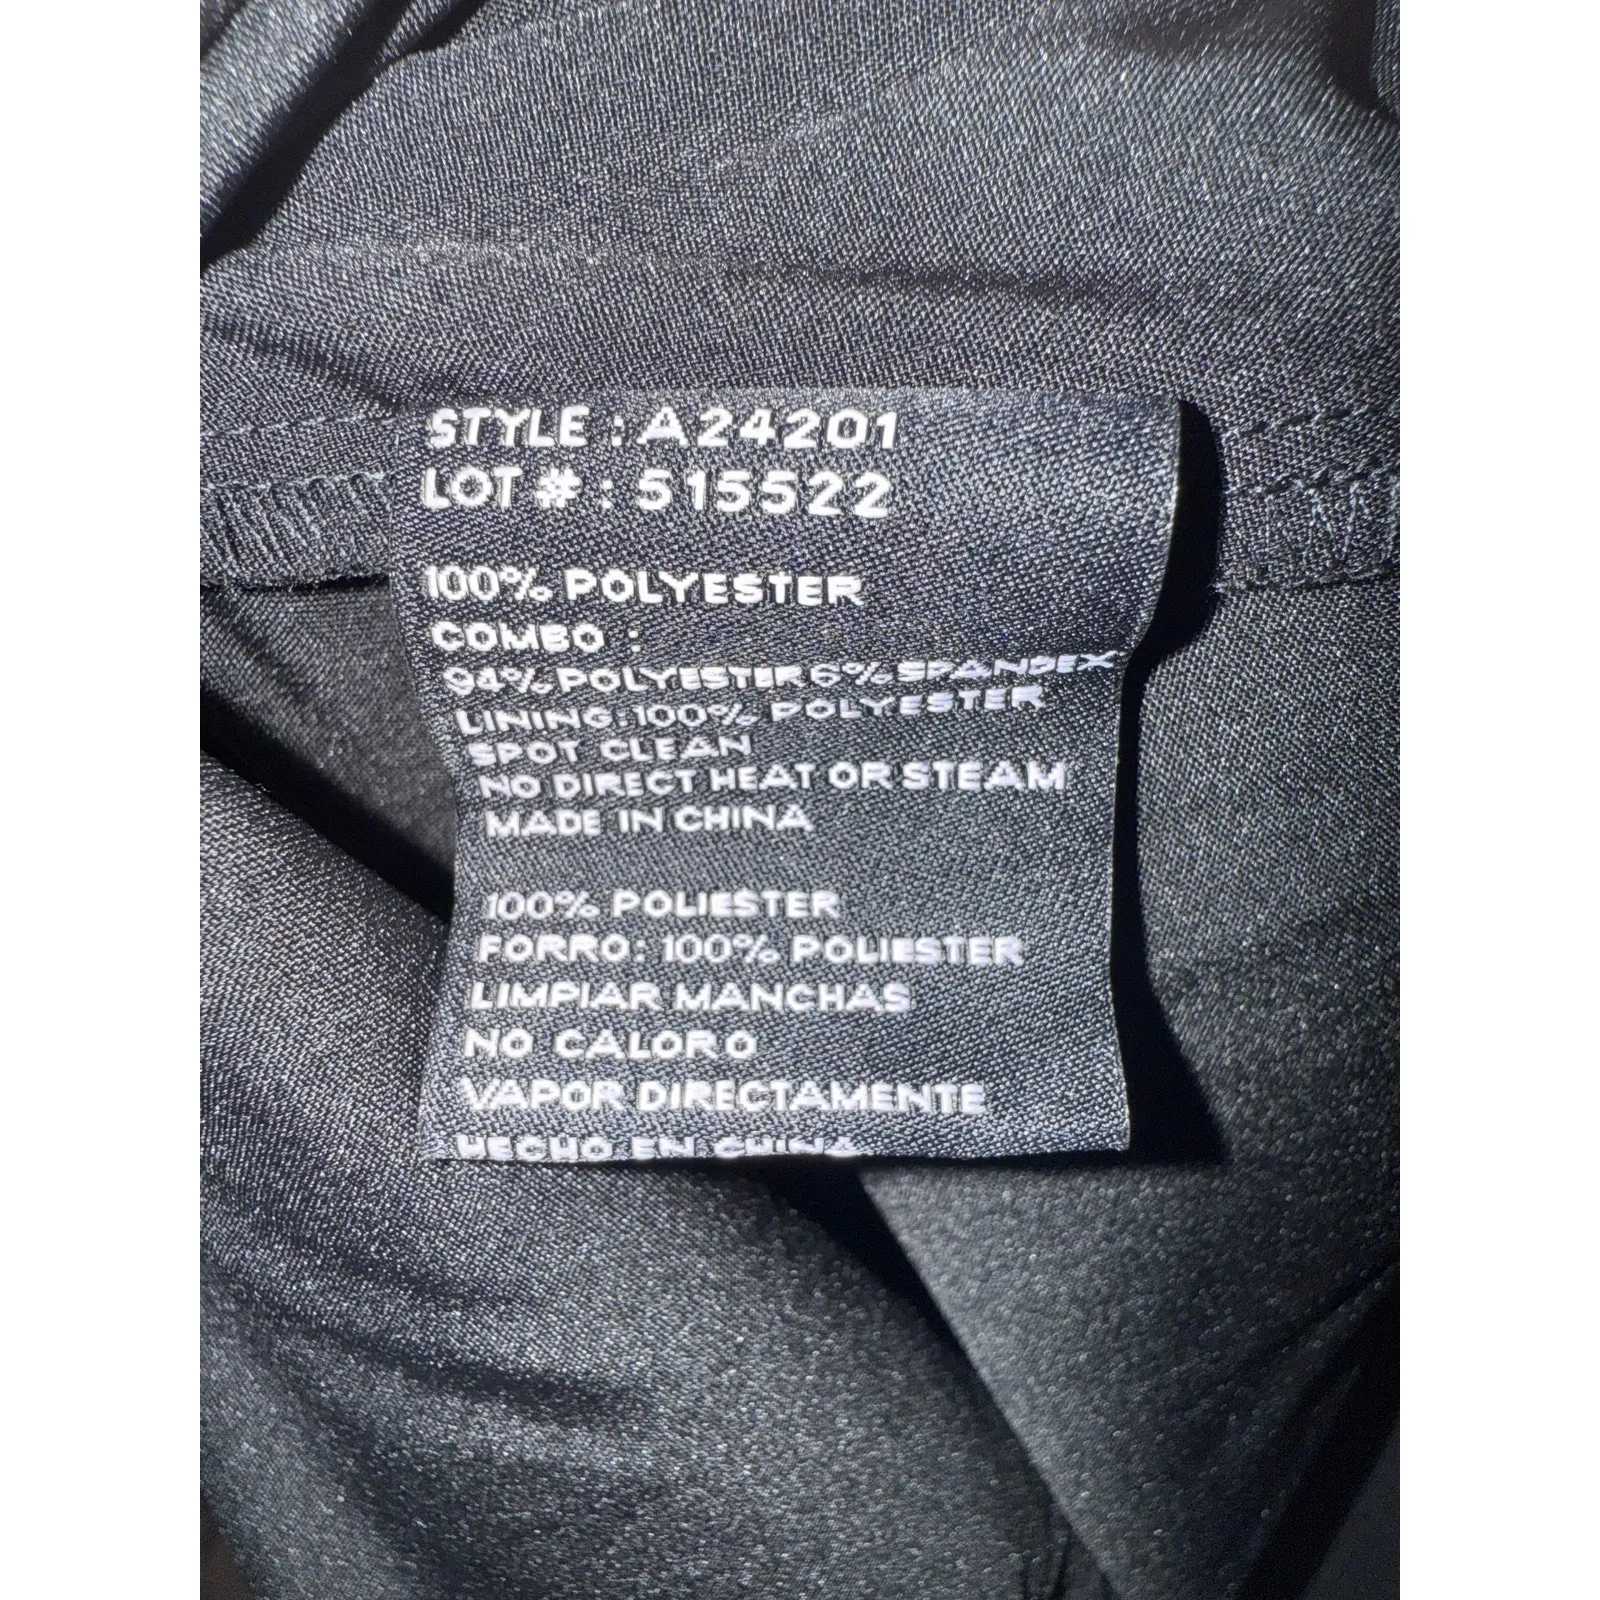 STYLE : A24201
LOT # : 515522
100% POLYESTER
COMBO :
94% POLYESTER 6% SPANDEX
LINING:100% POLYESTER
SPOT CLEAN
NO DIRECT HEAT OR STEAM
MADE IN CHINA
100% POLIESTER
FORRO: 100% POLIESTER
LIMPIAR MANCHAS
NO CALORO
VAPOR DIRECTAMENTE
HECHO EN CHINA